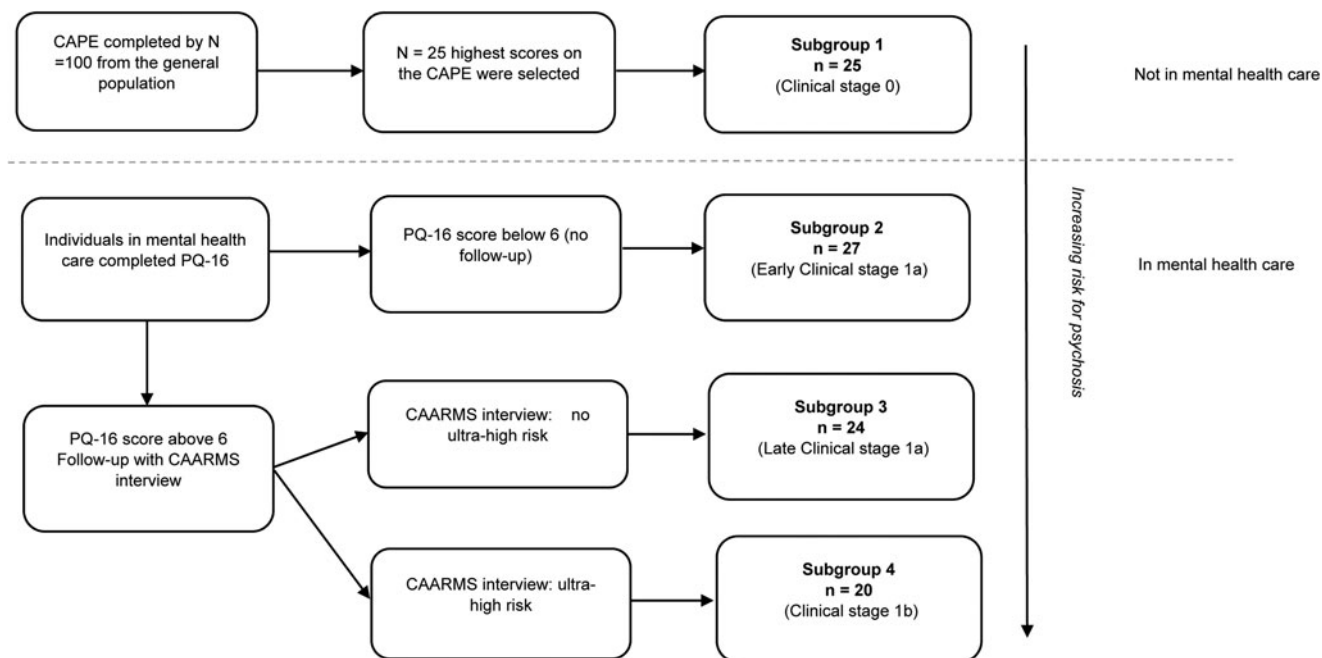 CAPE completed by N
=100 from the general
population
N = 25 highest scores on
the CAPE were selected
Subgroup 1
n = 25
(Clinical stage 0)
Not in mental health care
Individuals in mental health
care completed PQ-16
PQ-16 score below 6 (no
follow-up)
Subgroup 2
n = 27
(Early Clinical stage 1a)
In mental health care
Increasing risk for psychosis
PQ-16 score above 6
Follow-up with CAARMS
interview
CAARMS interview: no
ultra-high risk
Subgroup 3
n = 24
(Late Clinical stage 1a)
CAARMS interview: ultra-
high risk
Subgroup 4
n = 20
(Clinical stage 1b)